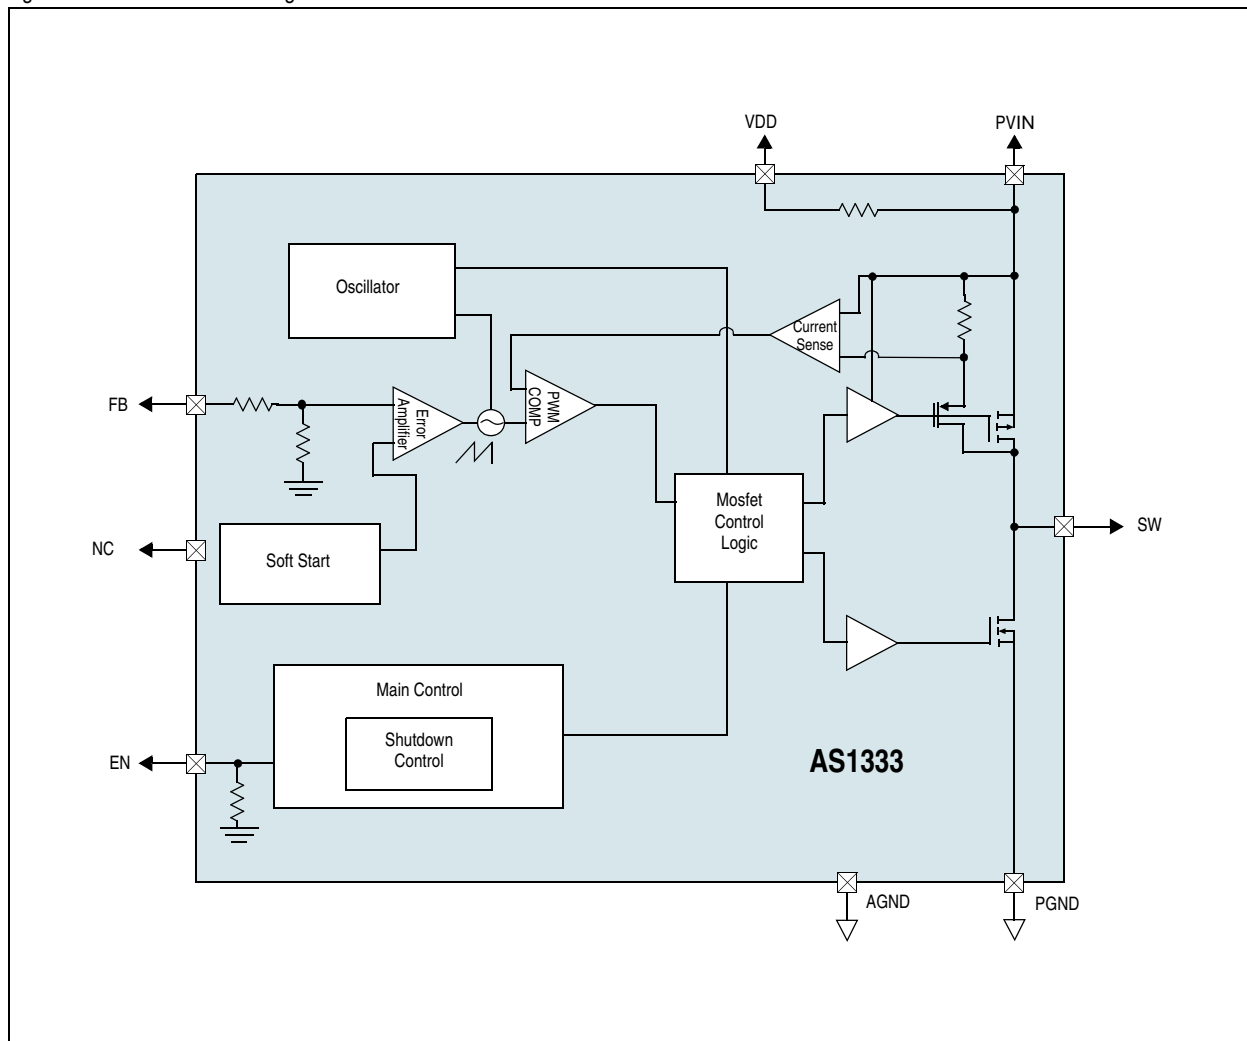 VDD
PVIN
Oscillator
Current
Sense
FB
Error
Amplifier
PWM
COMP
Mosfet
Control
Logic
SW
NC
Soft Start
Main Control
Shutdown
Control
EN
AS1333
AGND
PGND